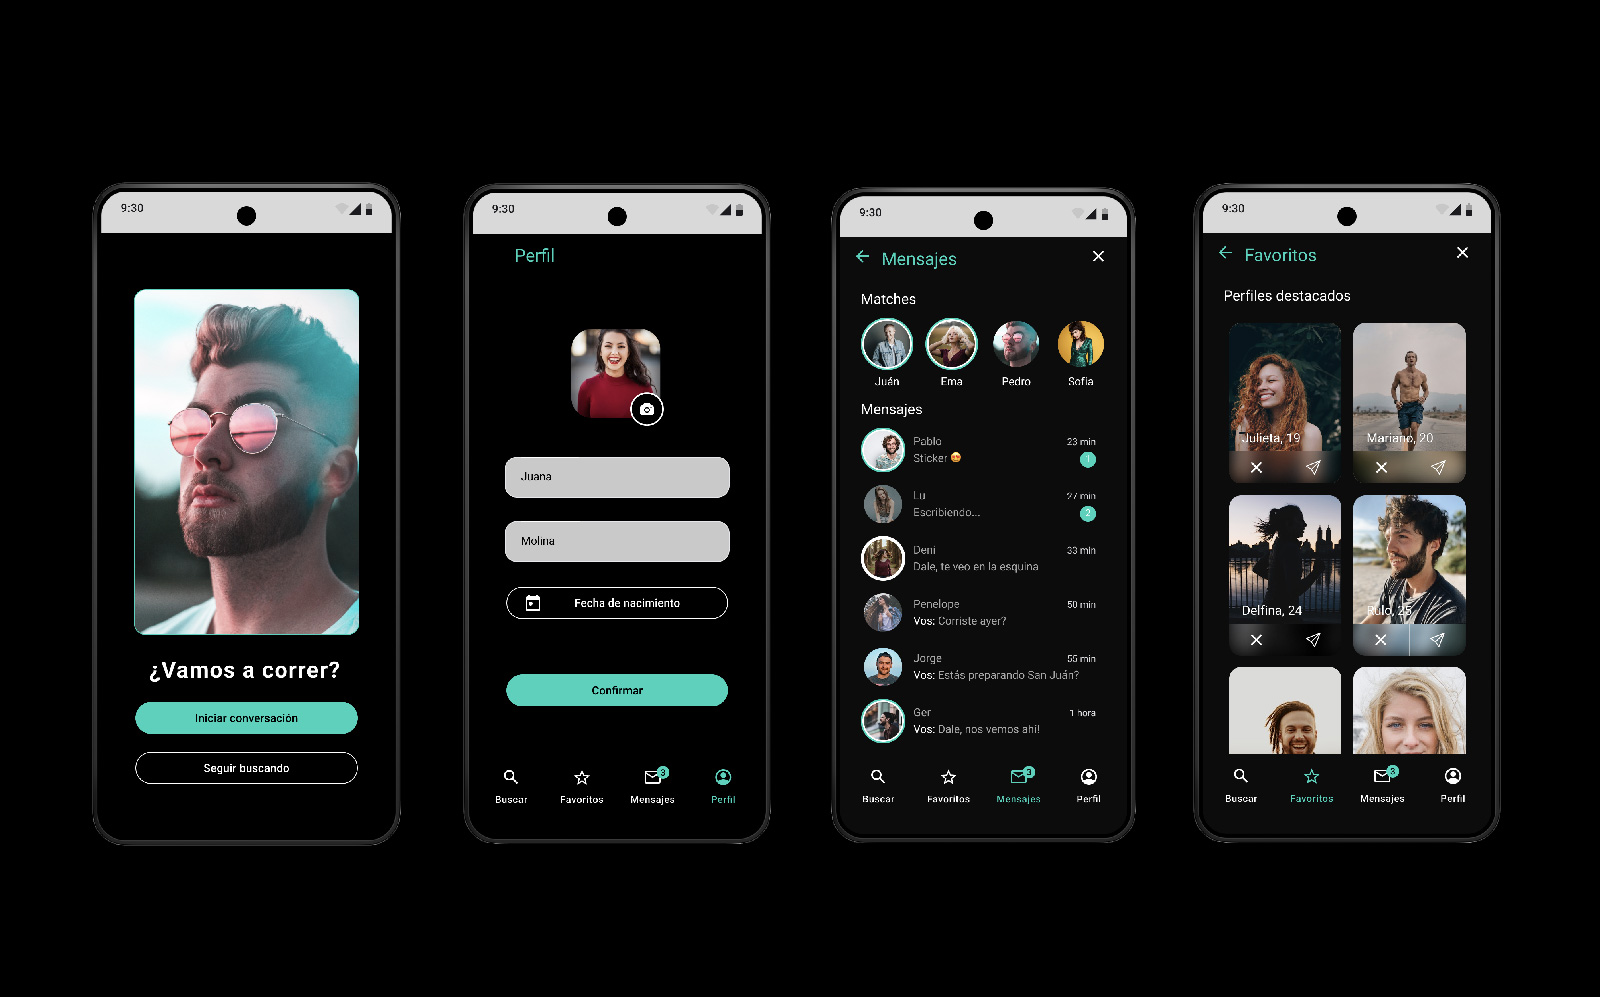 9:30
¿Vamos a correr?
Iniciar conversación
Seguir buscando
9:30
Perfil
Juana
Molina
Fecha de nacimiento
Confirmar
3
Buscar Favoritos Mensajes Perfil
9:30
Mensajes
Matches
Juán Ema Pedro Sofia
Mensajes
Pablo 23 min
Sticker 😍 1
Lu 27 min
Escribiendo... 2
Deni 33 min
Dale, te veo en la esquina
Penelope 50 min
Vos: Corriste ayer?
Jorge 55 min
Vos: Estás preparando San Juán?
Ger 1 hora
Vos: Dale, nos vemos ahí!
3
Buscar Favoritos Mensajes Perfil
9:30
Favoritos
Perfiles destacados
Julieta, 19 Mariano, 20
Delfina, 24 Rulo, 25
3
Buscar Favoritos Mensajes Perfil